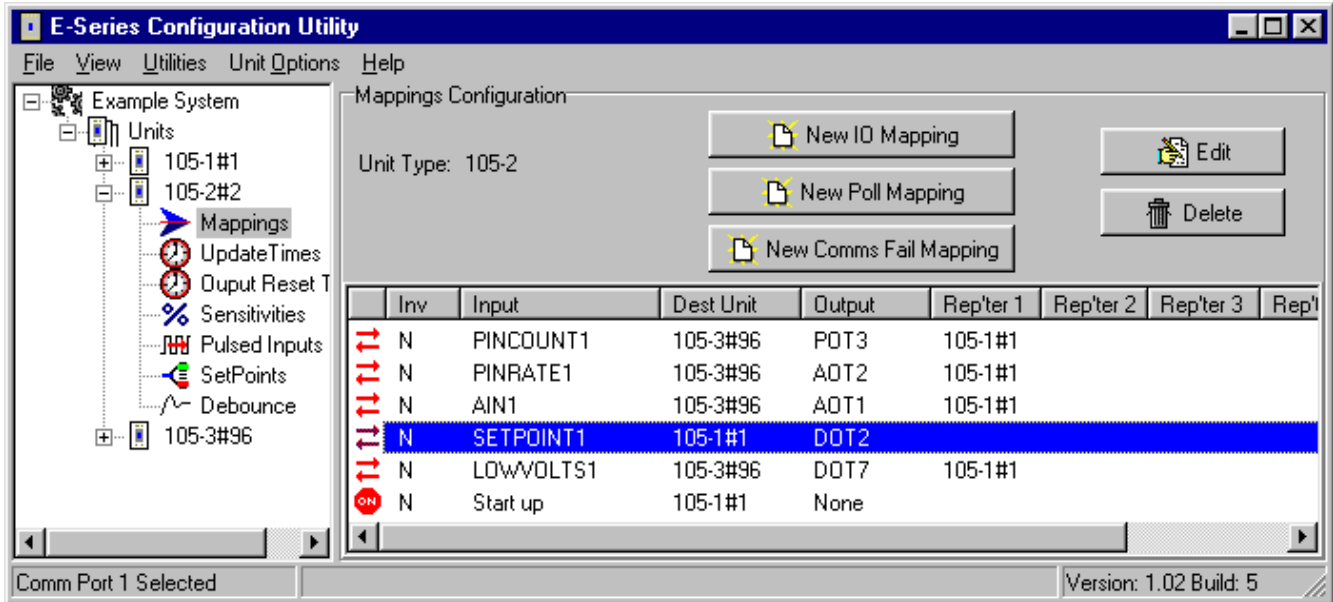 E-Series Configuration Utility
File View Utilities Unit Options Help
Example System
Units
105-1#1
105-2#2
Mappings
UpdateTimes
Ouput Reset T
Sensitivities
Pulsed Inputs
SetPoints
Debounce
105-3#96
Mappings Configuration
Unit Type: 105-2
New IO Mapping
New Poll Mapping
New Comms Fail Mapping
Edit
Delete
Inv Input Dest Unit Output Rep'ter 1 Rep'ter 2 Rep'ter 3 Rep't
N PINCOUNT1 105-3#96 POT3 105-1#1
N PINRATE1 105-3#96 AOT2 105-1#1
N AIN1 105-3#96 AOT1 105-1#1
N SETPOINT1 105-1#1 DOT2
N LOWVOLTS1 105-3#96 DOT7 105-1#1
ON N Start up 105-1#1 None
Comm Port 1 Selected
Version: 1.02 Build: 5